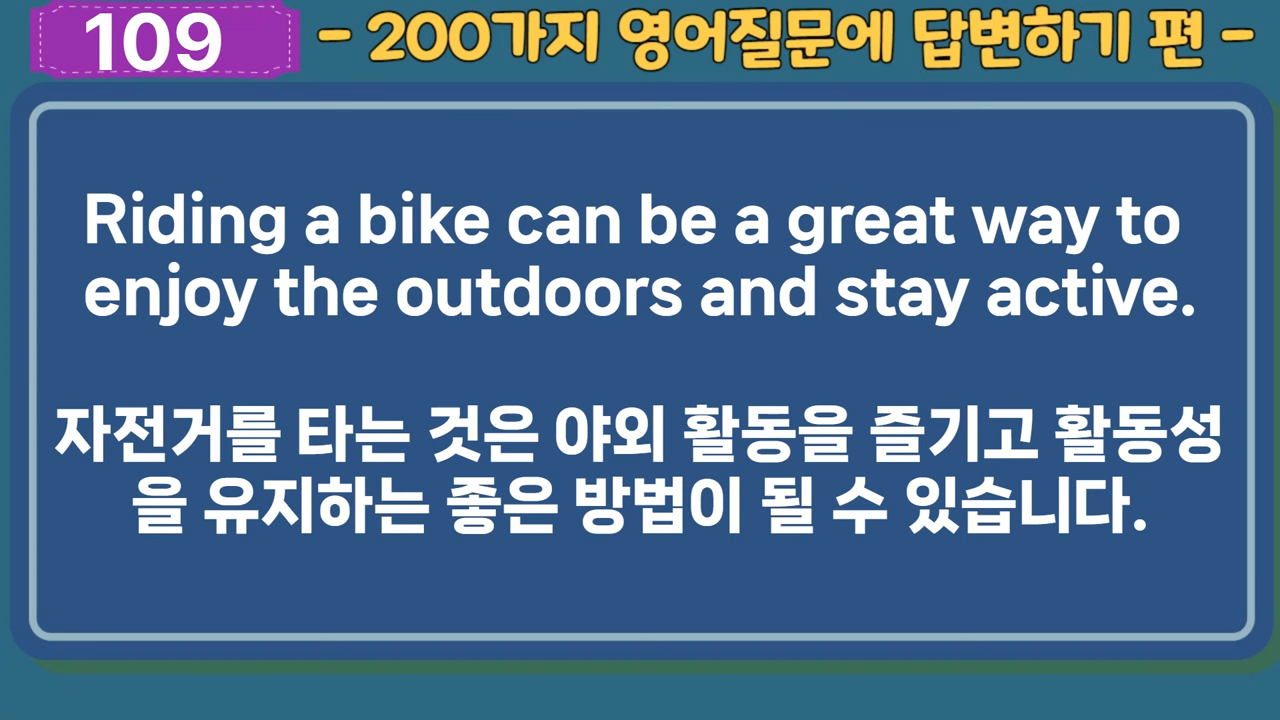 109
- 200가지 영어질문에 답변하기 편 -
Riding a bike can be a great way to
enjoy the outdoors and stay active.
자전거를 타는 것은 야외 활동을 즐기고 활동성
을 유지하는 좋은 방법이 될 수 있습니다.